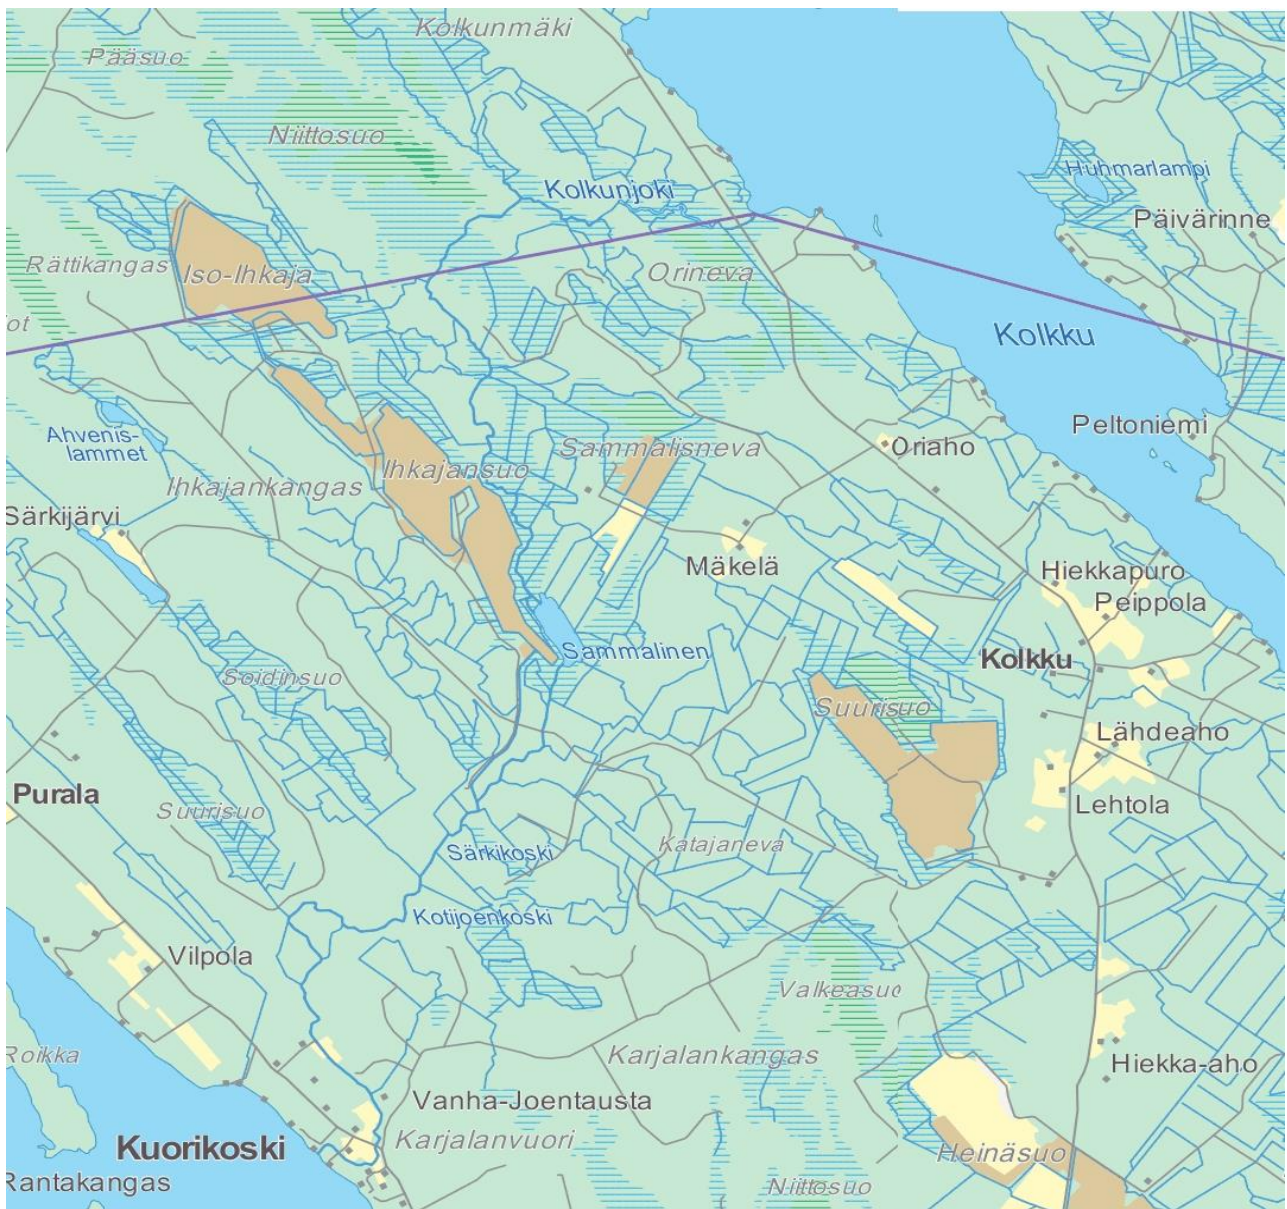 Kolkunmäki
Pääsuo
Niittosuo
Huhmarlampi
Kolkunjoki
Päivärinne
Rättikangas
Iso-Ihkaja
Orineva
ot
Kolkku
Peltoniemi
Ahvenis-
lammet
Sammalisneva
Oriaho
Ihkajansuo
Ihkajankangas
Särkijärvi
Mäkelä
Hiekkapuro
Peippola
Sammalinen
Kolkku
Soidinsuo
Suurisuo
Lähdeaho
Purala
Lehtola
Suurisuo
Särkikoski
Katajaneva
Kotijoenkoski
Vilpola
Valkeasuo
Roikka
Karjalankangas
Hiekka-aho
Vanha-Joentausta
Kuorikoski
Karjalanvuori
Heinäsuo
Rantakangas
Niittosuo